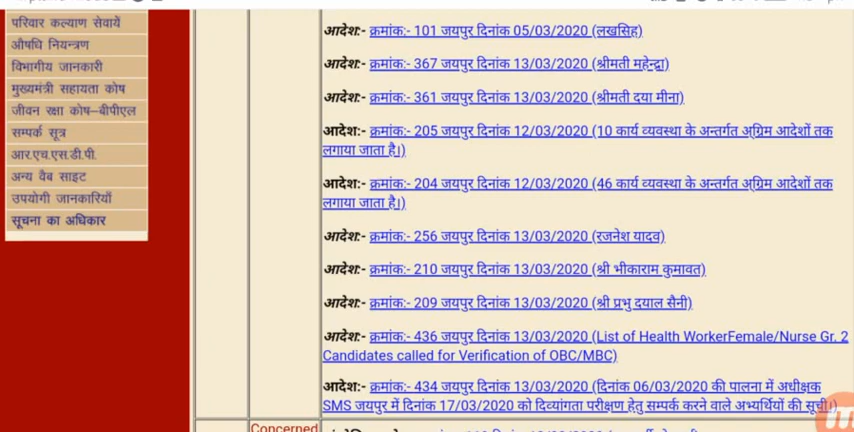 परिवार कल्याण सेवायें
औषधि नियन्त्रण
विभागीय जानकारी
मुख्यमंत्री सहायता कोष
जीवन रक्षा कोष–बीपीएल
सम्पर्क सूत्र
आर.एच.एस.डी.पी.
अन्य वैब साइट
उपयोगी जानकारियॉं
सूचना का अधिकार
आदेश:- क्रमांक:- 101 जयपुर दिनांक 05/03/2020 (लखसिह)
आदेश:- क्रमांक:- 367 जयपुर दिनांक 13/03/2020 (श्रीमती महेन्द्रा)
आदेश:- क्रमांक:- 361 जयपुर दिनांक 13/03/2020 (श्रीमती दया मीना)
आदेश:- क्रमांक:- 205 जयपुर दिनांक 12/03/2020 (10 कार्य व्यवस्था के अन्तर्गत अग्रिम आदेशों तक
लगाया जाता है।)
आदेश:- क्रमांक:- 204 जयपुर दिनांक 12/03/2020 (46 कार्य व्यवस्था के अन्तर्गत अग्रिम आदेशों तक
लगाया जाता है।)
आदेश:- क्रमांक:- 256 जयपुर दिनांक 13/03/2020 (रजनेश यादव)
आदेश:- क्रमांक:- 210 जयपुर दिनांक 13/03/2020 (श्री भीकाराम कुमावत)
आदेश:- क्रमांक:- 209 जयपुर दिनांक 13/03/2020 (श्री प्रभु दयाल सैनी)
आदेश:- क्रमांक:- 436 जयपुर दिनांक 13/03/2020 (List of Health WorkerFemale/Nurse Gr. 2
Candidates called for Verification of OBC/MBC)
आदेश:- क्रमांक:- 434 जयपुर दिनांक 13/03/2020 (दिनांक 06/03/2020 की पालना में अधीक्षक
SMS जयपुर में दिनांक 17/03/2020 को दिव्यांगता परीक्षण हेतु सम्पर्क करने वाले अभ्यर्थियों की सूची।)
Concerned